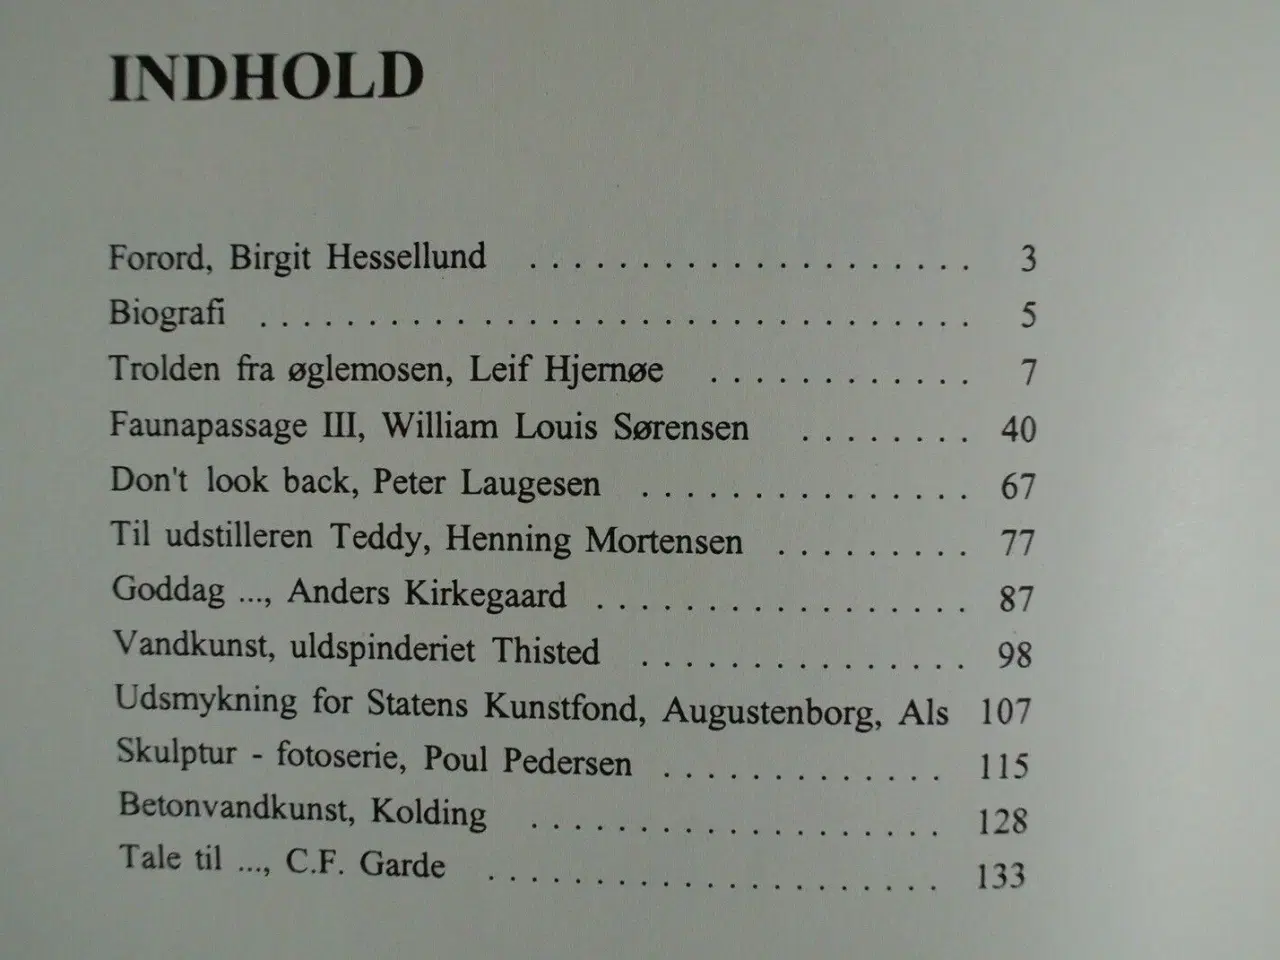 INDHOLD
Forord, Birgit Hessellund . . . . . . . . . . . . . . . . . . . . 3
Biografi . . . . . . . . . . . . . . . . . . . . . . . . . . . . . 5
Trolden fra øglemosen, Leif Hjernøe . . . . . . . . . . . . 7
Faunapassage III, William Louis Sørensen . . . . . . . . 40
Don't look back, Peter Laugesen . . . . . . . . . . . . . . . 67
Til udstilleren Teddy, Henning Mortensen . . . . . . . . . 77
Goddag ..., Anders Kirkegaard . . . . . . . . . . . . . . . . . 87
Vandkunst, uldspinderiet Thisted . . . . . . . . . . . . . . . 98
Udsmykning for Statens Kunstfond, Augustenborg, Als 107
Skulptur - fotoserie, Poul Pedersen . . . . . . . . . . . . . 115
Betonvandkunst, Kolding . . . . . . . . . . . . . . . . . . . 128
Tale til ..., C.F. Garde . . . . . . . . . . . . . . . . . . . . . 133